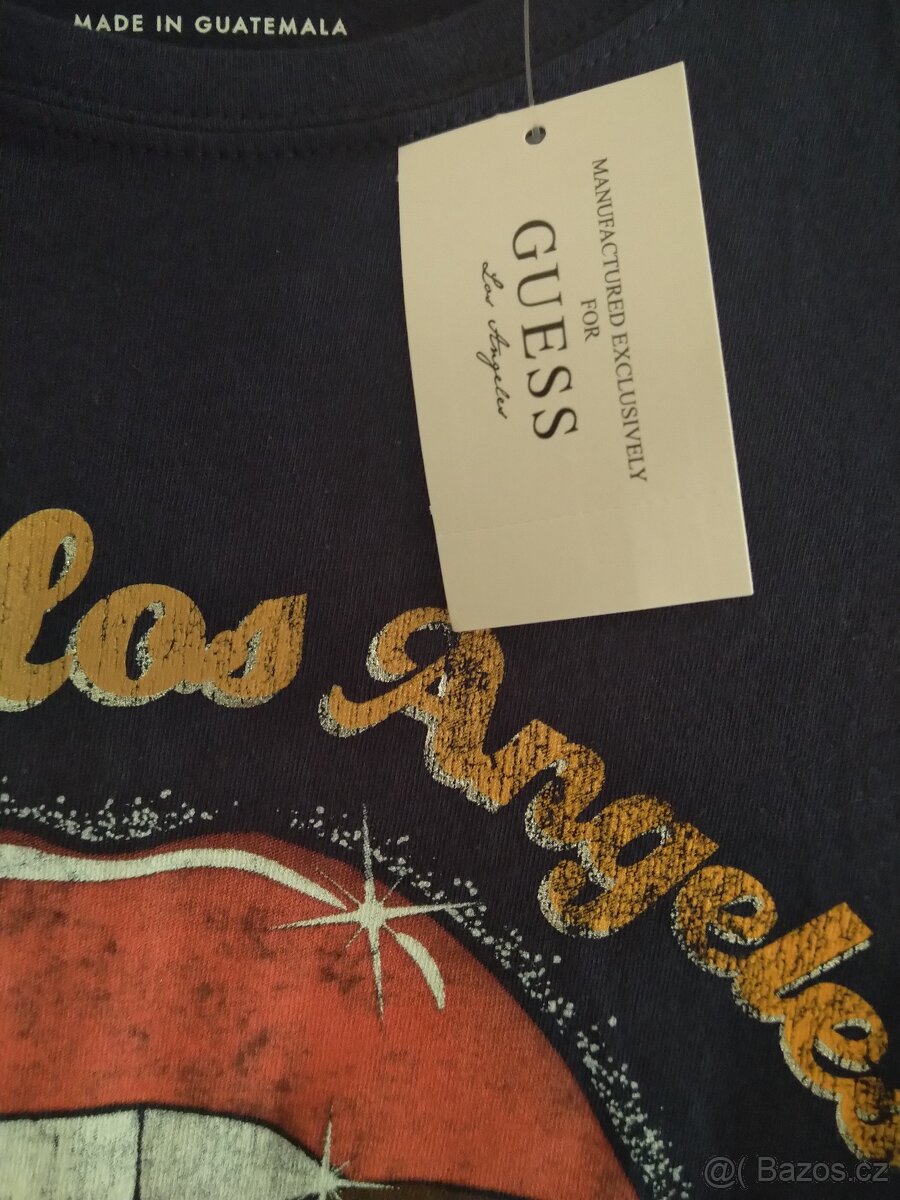 MADE IN GUATEMALA
MANUFACTURED EXCLUSIVELY
FOR
GUESS
Los Angeles
los Angeles
@( Bazos.cz